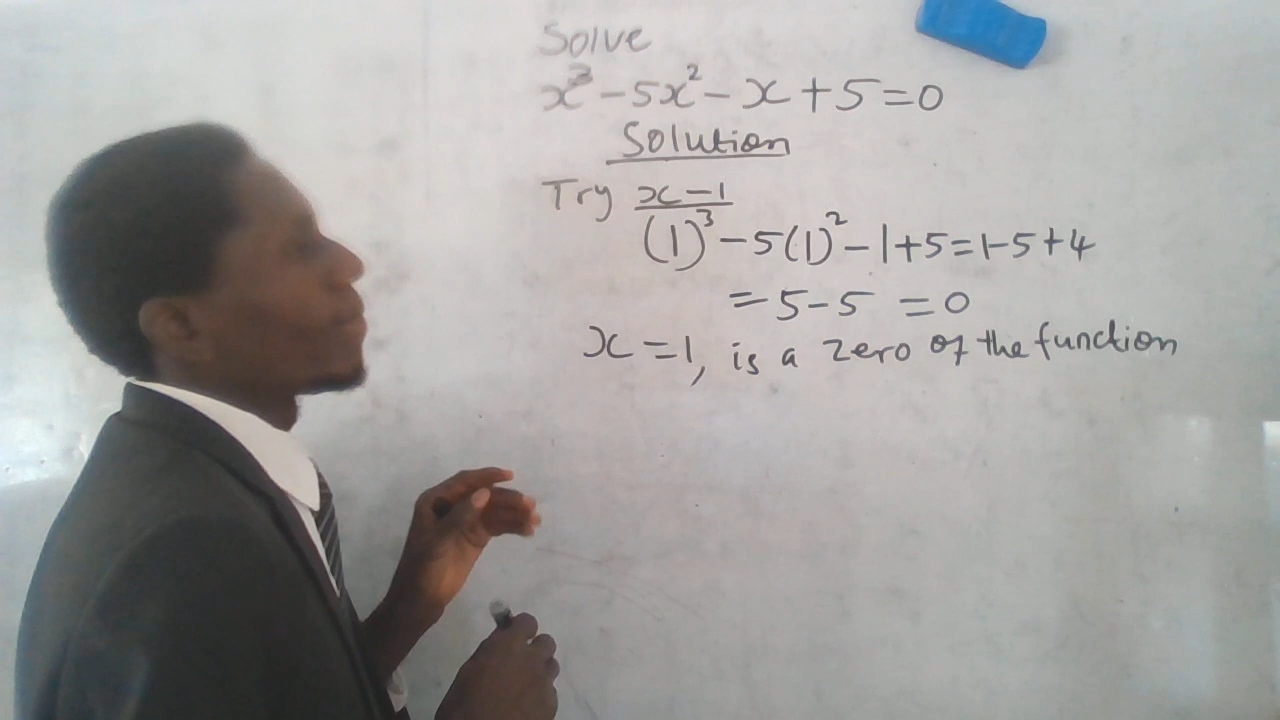 Solve
x³ - 5x² - x + 5 = 0
Solution
Try x = 1
(1)³ - 5(1)² - 1 + 5 = 1 - 5 + 4
= 5 - 5 = 0
x = 1, is a zero of the function